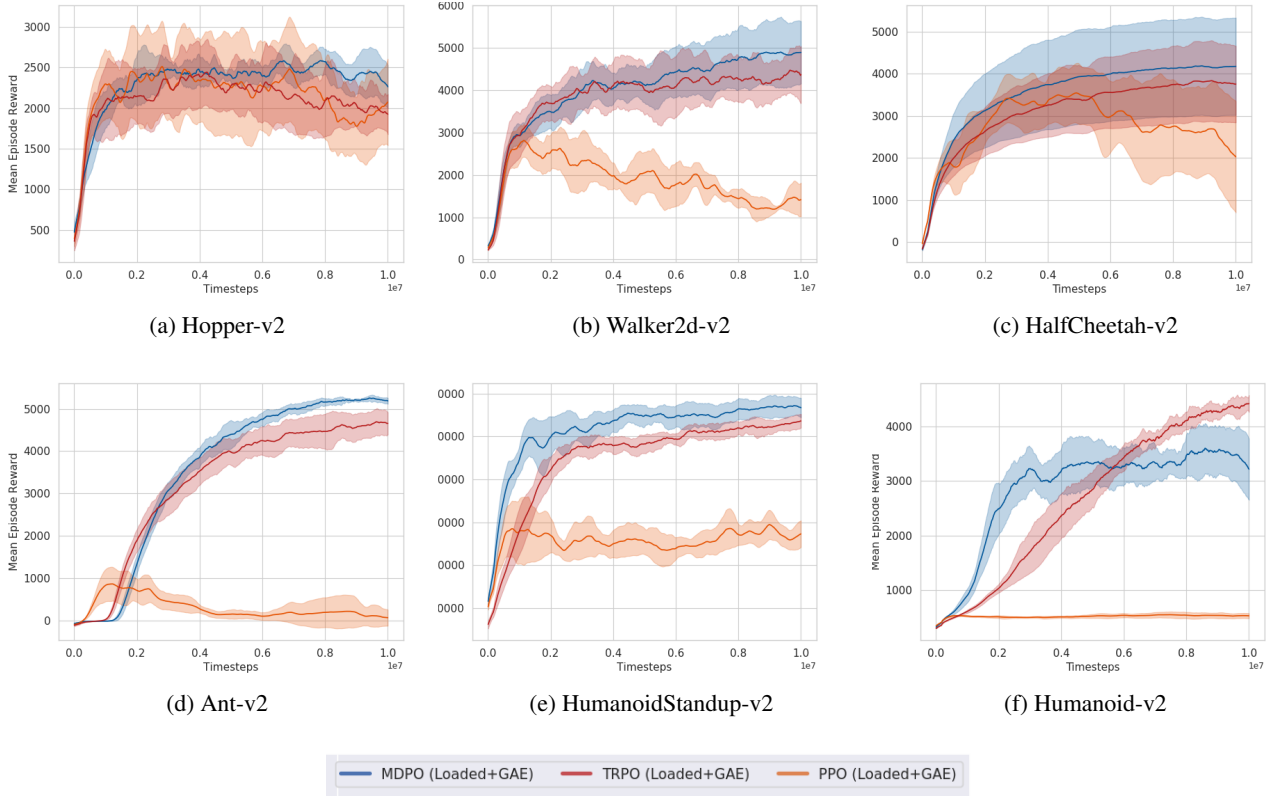 3000
2500
2000
1500
1000
500
Mean Episode Reward
0.0 0.2 0.4 0.6 0.8 1.0
Timesteps 1e7
(a) Hopper-v2
6000
5000
4000
3000
2000
1000
0
0.0 0.2 0.4 0.6 0.8 1.0
Timesteps 1e7
(b) Walker2d-v2
5000
4000
3000
2000
1000
0
0.0 0.2 0.4 0.6 0.8 1.0
Timesteps 1e7
(c) HalfCheetah-v2
5000
4000
3000
2000
1000
0
Mean Episode Reward
0.0 0.2 0.4 0.6 0.8 1.0
Timesteps 1e7
(d) Ant-v2
0000
0000
0000
0000
0000
0000
0.0 0.2 0.4 0.6 0.8 1.0
Timesteps 1e7
(e) HumanoidStandup-v2
4000
3000
2000
1000
Mean Episode Reward
0.0 0.2 0.4 0.6 0.8 1.0
Timesteps 1e7
(f) Humanoid-v2
MDPO (Loaded+GAE) TRPO (Loaded+GAE) PPO (Loaded+GAE)